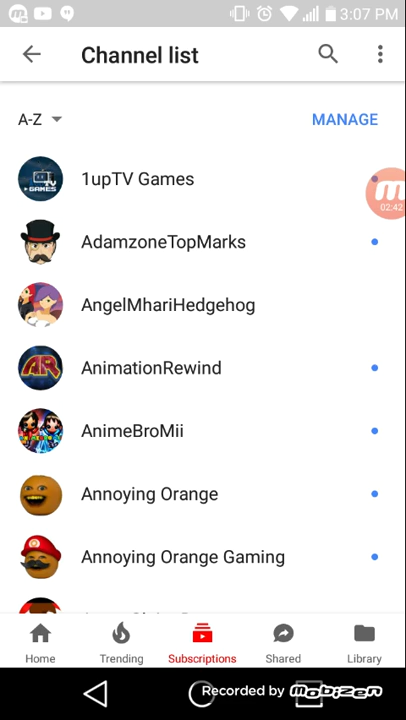 3:07 PM
Channel list
A-Z
MANAGE
1upTV Games
02:42
AdamzoneTopMarks
AngelMhariHedgehog
AnimationRewind
AnimeBroMii
Annoying Orange
Annoying Orange Gaming
Home
Trending
Subscriptions
Shared
Library
Recorded by Mobizen